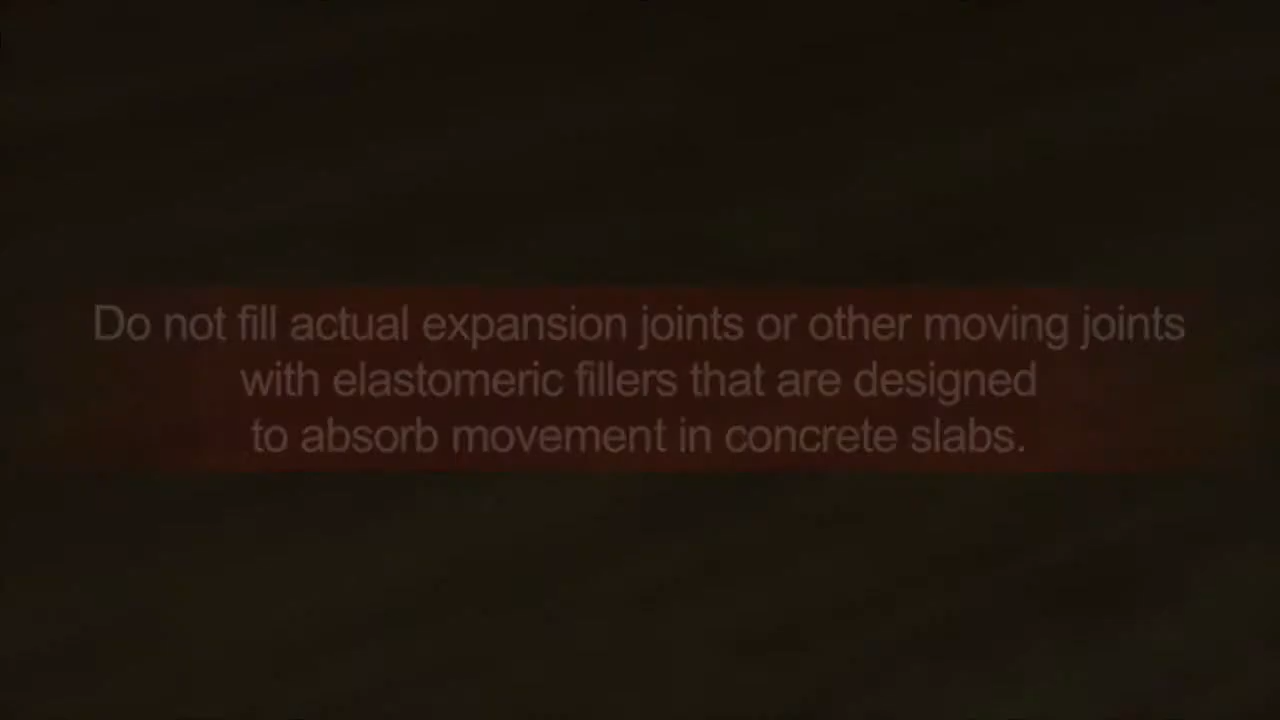 Do not fill actual expansion joints or other moving joints
with elastomeric fillers that are designed
to absorb movement in concrete slabs.